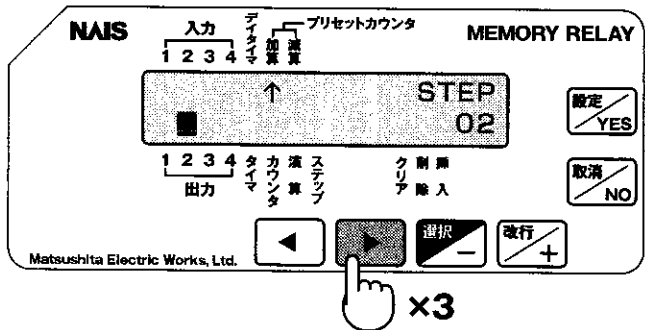 NAIS
入力
1 2 3 4
デイタイマ
加算
減算
プリセットカウンタ
MEMORY RELAY
↑ STEP
02
設定
YES
1 2 3 4
出力
タイマ
カウンタ
演算
ステップ
クリア
削除
挿入
取消
NO
Matsushita Electric Works, Ltd.
選択
−
改行
+
×3